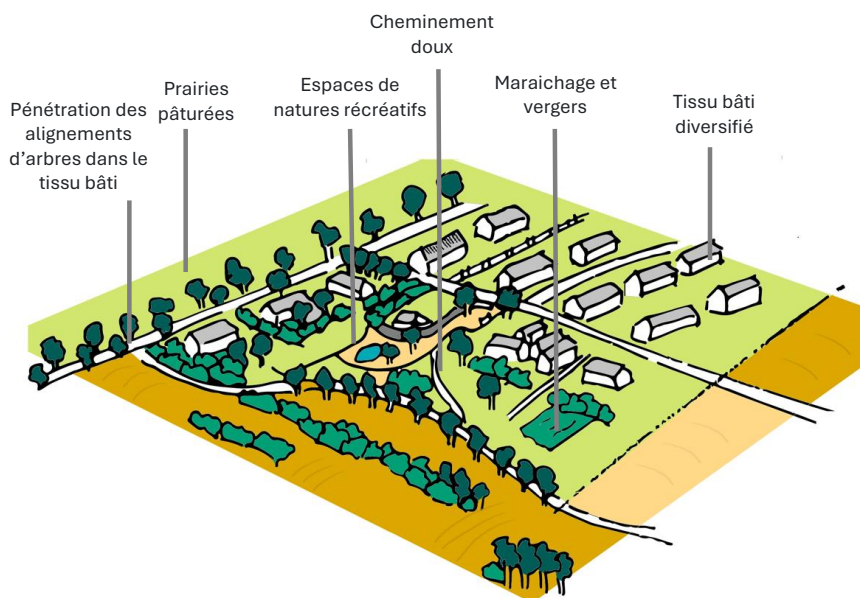 Pénétration des
alignements
d’arbres dans le
tissu bâti
Prairies
pâturées
Espaces de
natures récréatifs
Cheminement
doux
Maraichage et
vergers
Tissu bâti
diversifié